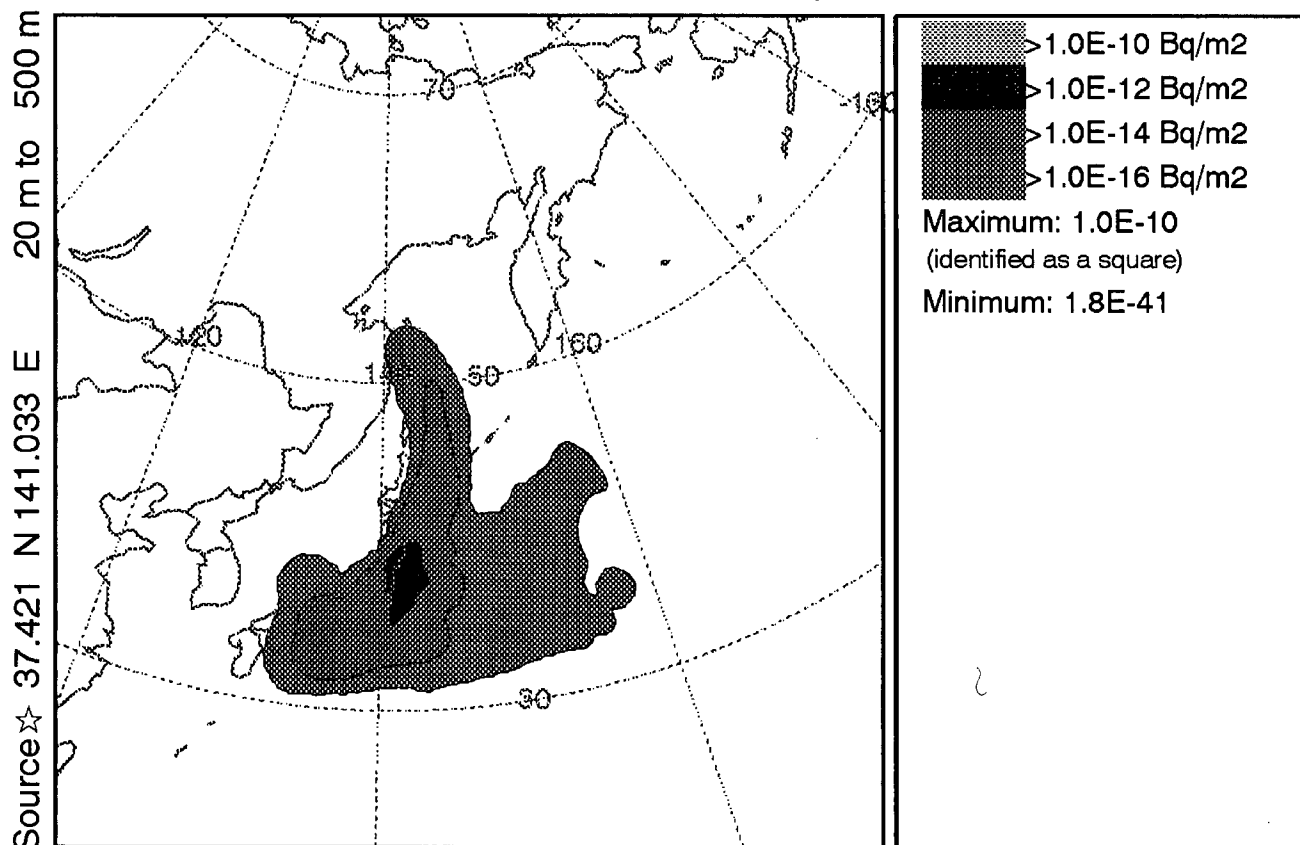 Source☆ 37.421 N 141.033 E 20 m to 500 m
70
-160
120
140
50
160
30
>1.0E-10 Bq/m2
>1.0E-12 Bq/m2
>1.0E-14 Bq/m2
>1.0E-16 Bq/m2
Maximum: 1.0E-10
(identified as a square)
Minimum: 1.8E-41